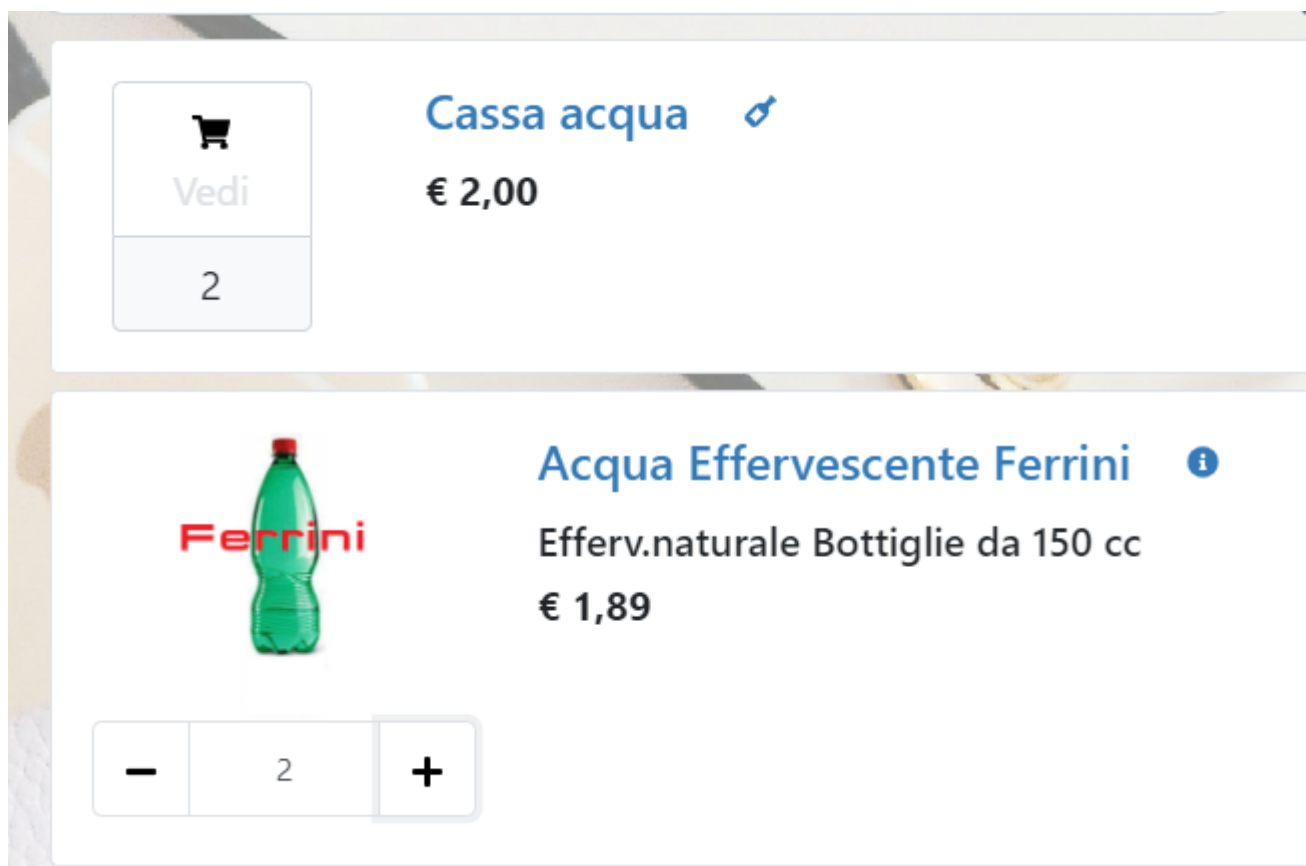 Cassa acqua
€ 2,00
Vedi
2
Acqua Effervescente Ferrini
Ferrini
Efferv.naturale Bottiglie da 150 cc
€ 1,89
2